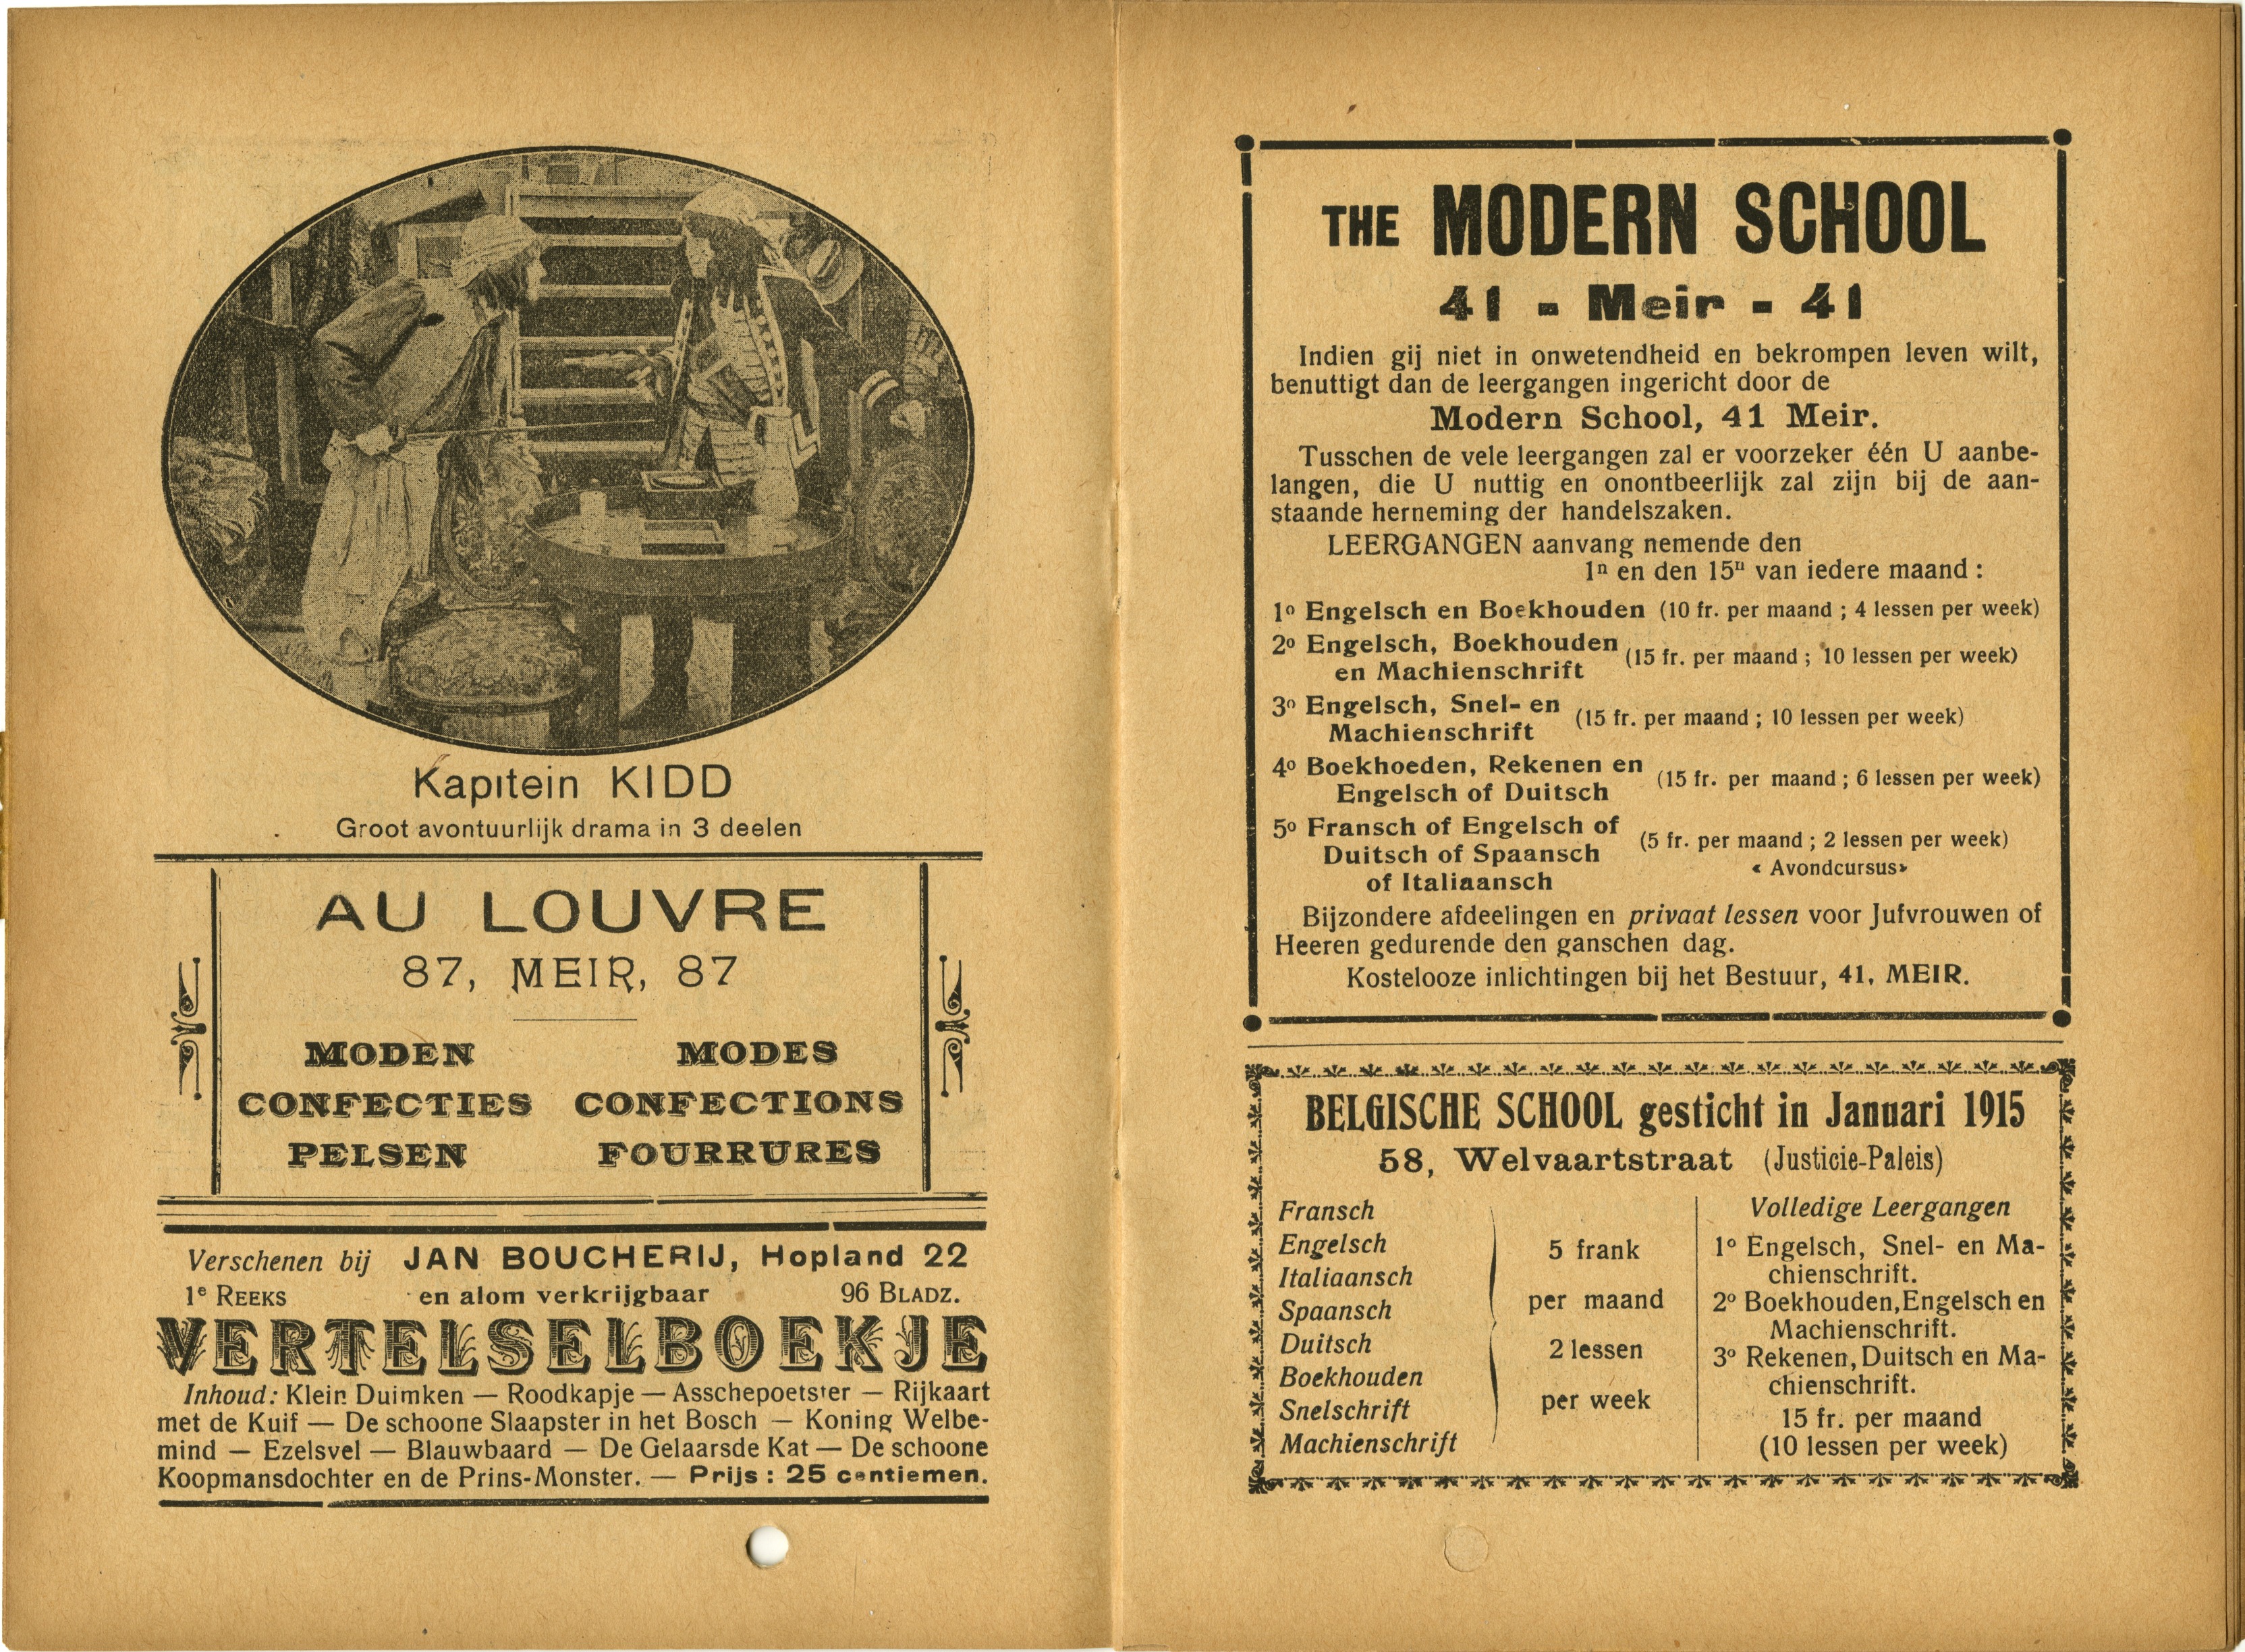 Kapitein KIDD
Groot avontuurlijk drama in 3 deelen
AU LOUVRE
87, MEIR, 87
MODEN MODES
CONFECTIES CONFECTIONS
PELSEN FOURRURES
Verschenen bij JAN BOUCHERIJ, Hopland 22
1e REEKS en alom verkrijgbaar 96 BLADZ.
VERTELSELBOEKJE
Inhoud: Klein Duimken — Roodkapje — Asschepoetster — Rijkaart
met de Kuif — De schoone Slaapster in het Bosch — Koning Welbe-
mind — Ezelsvel — Blauwbaard — De Gelaarsde Kat — De schoone
Koopmansdochter en de Prins-Monster. — Prijs: 25 centiemen.
THE MODERN SCHOOL
41 - Meir - 41
Indien gij niet in onwetendheid en bekrompen leven wilt,
benuttigt dan de leergangen ingericht door de
Modern School, 41 Meir.
Tusschen de vele leergangen zal er voorzeker één U aanbe-
langen, die U nuttig en onontbeerlijk zal zijn bij de aan-
staande herneming der handelszaken.
LEERGANGEN aanvang nemende den
1n en den 15n van iedere maand:
1o Engelsch en Boekhouden (10 fr. per maand; 4 lessen per week)
2o Engelsch, Boekhouden
en Machienschrift (15 fr. per maand; 10 lessen per week)
3o Engelsch, Snel- en
Machienschrift (15 fr. per maand; 10 lessen per week)
4o Boekhoeden, Rekenen en
Engelsch of Duitsch (15 fr. per maand; 6 lessen per week)
5o Fransch of Engelsch of
Duitsch of Spaansch (5 fr. per maand; 2 lessen per week)
of Italiaansch « Avondcursus»
Bijzondere afdeelingen en privaat lessen voor Jufvrouwen of
Heeren gedurende den ganschen dag.
Kostelooze inlichtingen bij het Bestuur, 41, MEIR.
BELGISCHE SCHOOL gesticht in Januari 1915
58, Welvaartstraat (Justicie-Paleis)
Fransch
Engelsch
Italiaansch
Spaansch
Duitsch
Boekhouden
Snelschrift
Machienschrift
5 frank
per maand
2 lessen
per week
Volledige Leergangen
1o Engelsch, Snel- en Ma-
chienschrift.
2o Boekhouden, Engelsch en
Machienschrift.
3o Rekenen, Duitsch en Ma-
chienschrift.
15 fr. per maand
(10 lessen per week)